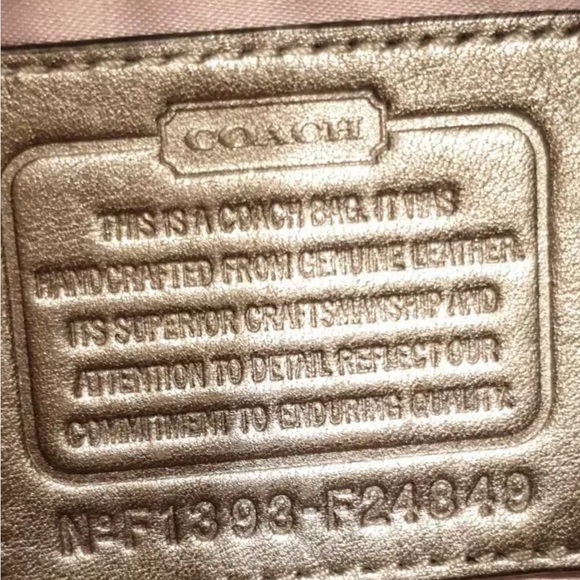 COACH
THIS IS A COACH BAG. IT WAS
HANDCRAFTED FROM GENUINE LEATHER.
ITS SUPERIOR CRAFTSMANSHIP AND
ATTENTION TO DETAIL REFLECT OUR
COMMITMENT TO ENDURING QUALITY.
Nº F1393-F24849